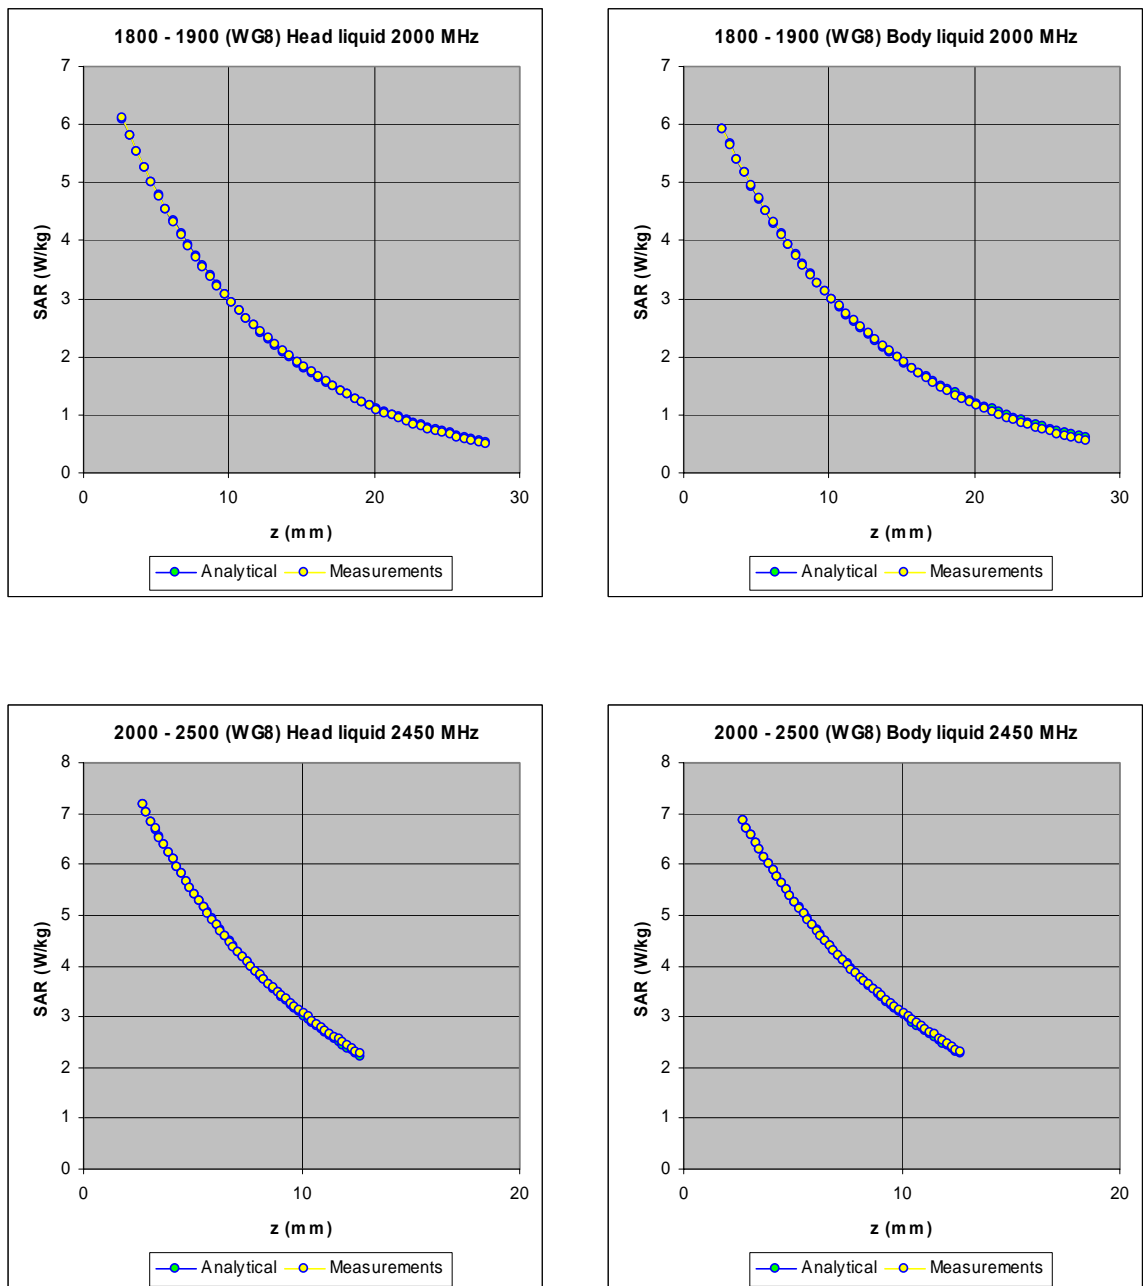 1800 - 1900 (WG8) Head liquid 2000 MHz
7
6
5
4
3
2
1
0
SAR (W/kg)
0 10 20 30
z (mm)
Analytical Measurements
1800 - 1900 (WG8) Body liquid 2000 MHz
7
6
5
4
3
2
1
0
SAR (W/kg)
0 10 20 30
z (mm)
Analytical Measurements
2000 - 2500 (WG8) Head liquid 2450 MHz
8
7
6
5
4
3
2
1
0
SAR (W/kg)
0 10 20
z (mm)
Analytical Measurements
2000 - 2500 (WG8) Body liquid 2450 MHz
8
7
6
5
4
3
2
1
0
SAR (W/kg)
0 10 20
z (mm)
Analytical Measurements